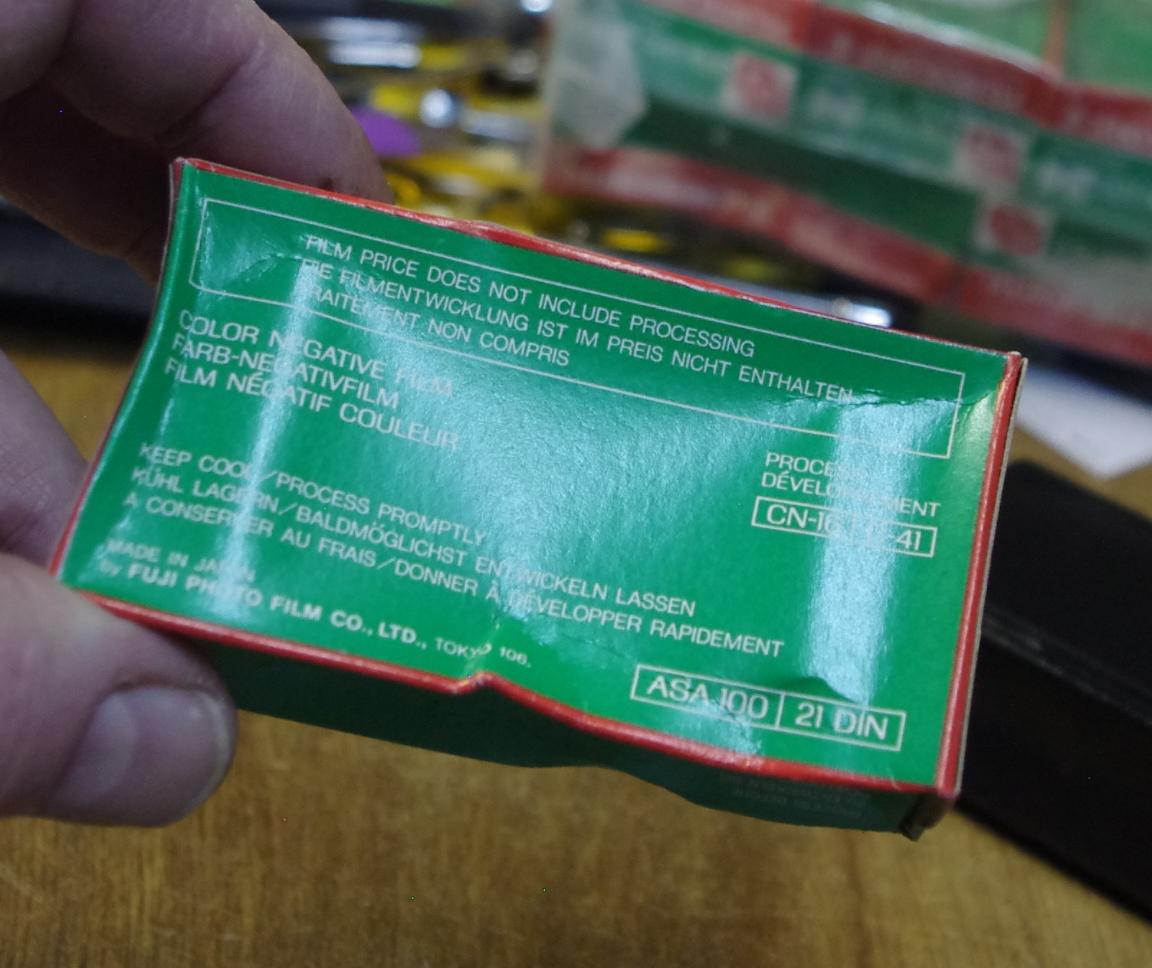 FILM PRICE DOES NOT INCLUDE PROCESSING
DIE FILMENTWICKLUNG IST IM PREIS NICHT ENTHALTEN
TRAITEMENT NON COMPRIS
COLOR NEGATIVE FILM
FARB-NEGATIVFILM
FILM NÉGATIF COULEUR
PROCESS
DÉVELOPPEMENT
CN-16 C-41
KEEP COOL/PROCESS PROMPTLY
KÜHL LAGERN/BALDMÖGLICHST ENTWICKELN LASSEN
À CONSERVER AU FRAIS/DONNER À DÉVELOPPER RAPIDEMENT
MADE IN JAPAN
by FUJI PHOTO FILM CO., LTD., TOKYO 106,
ASA 100 21 DIN